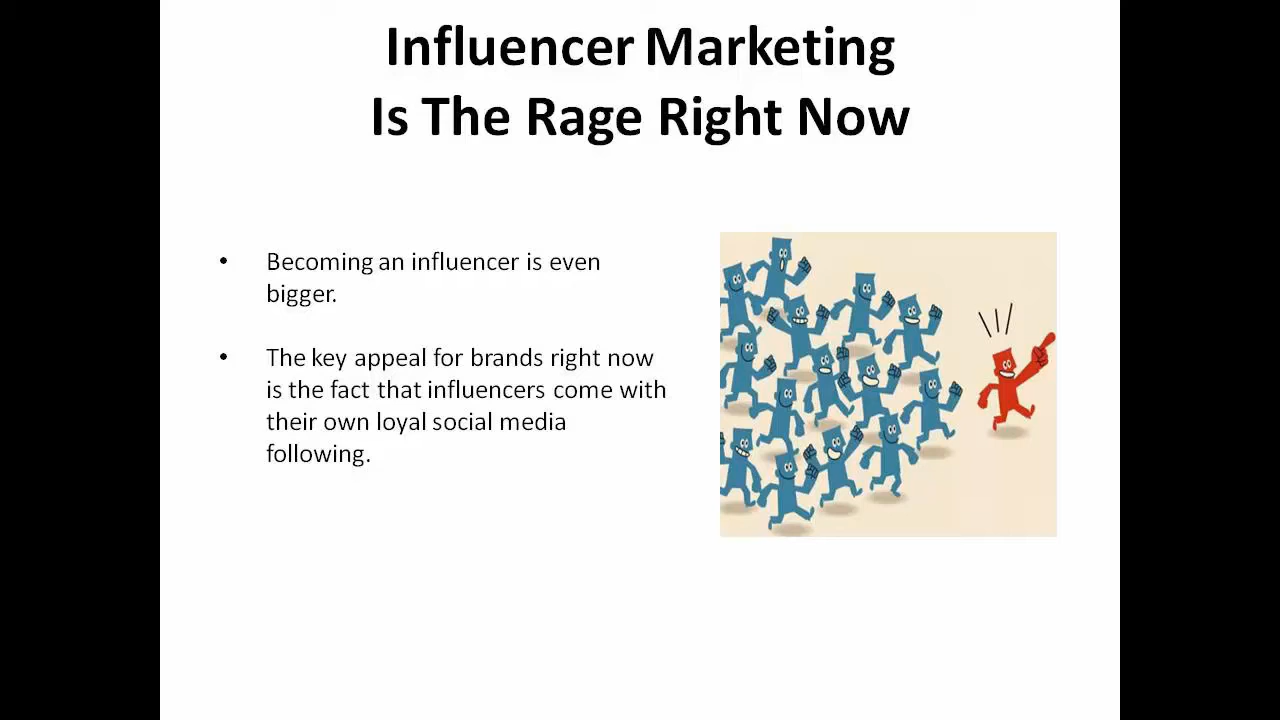 Influencer Marketing
Is The Rage Right Now
• Becoming an influencer is even
bigger.
• The key appeal for brands right now
is the fact that influencers come with
their own loyal social media
following.